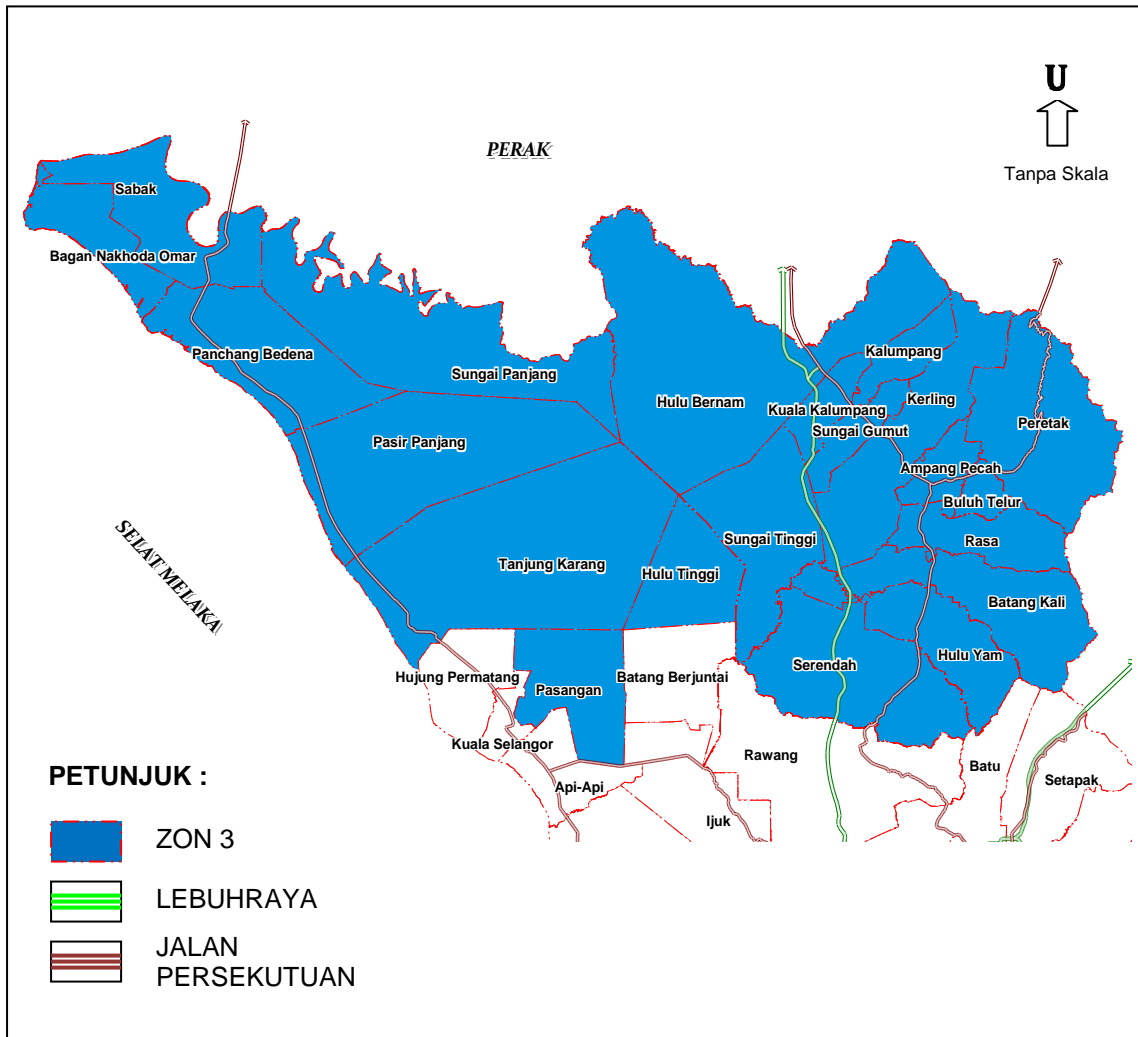 U
Tanpa Skala
PERAK
Sabak
Bagan Nakhoda Omar
Panchang Bedena
Sungai Panjang
Kalumpang
Hulu Bernam
Kuala Kalumpang
Kerling
Sungai Gumut
Peretak
Pasir Panjang
Ampang Pecah
Buluh Telur
Sungai Tinggi
Rasa
Tanjung Karang
Hulu Tinggi
Batang Kali
SELAT MELAKA
Hulu Yam
Serendah
Hujung Permatang
Pasangan
Batang Berjuntai
Kuala Selangor
Rawang
Batu
Setapak
Api-Api
Ijuk
PETUNJUK :
ZON 3
LEBUHRAYA
JALAN
PERSEKUTUAN